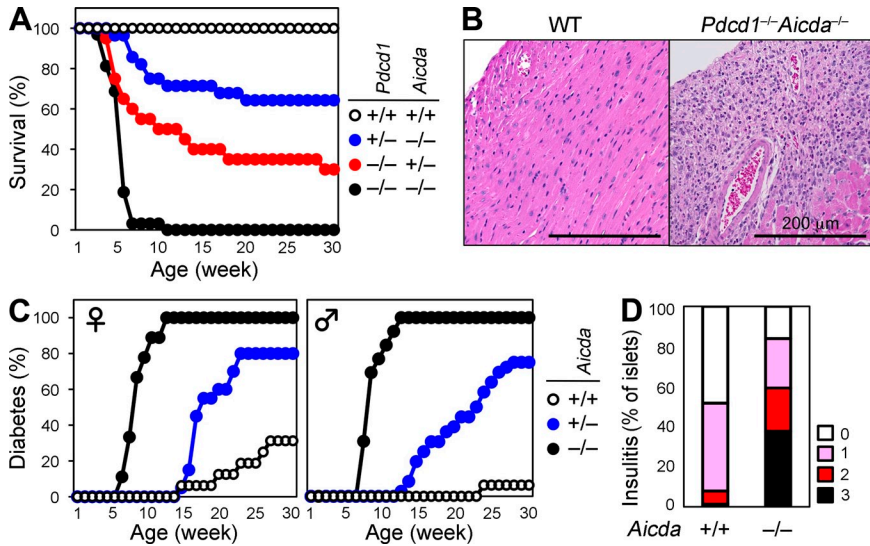 A
Survival (%)
100
80
60
40
20
0
1 5 10 15 20 25 30
Age (week)
Pdcd1 Aicda
+/+ +/+
+/– –/–
–/– +/–
–/– –/–
B
WT
Pdcd1–/–Aicda–/–
200 µm
C
Diabetes (%)
100
80
60
40
20
0
♀
1 5 10 15 20 25 30
Age (week)
♂
1 5 10 15 20 25 30
Age (week)
Aicda
+/+
+/–
–/–
D
Insulitis (% of islets)
100
80
60
40
20
0
0
1
2
3
Aicda +/+ –/–